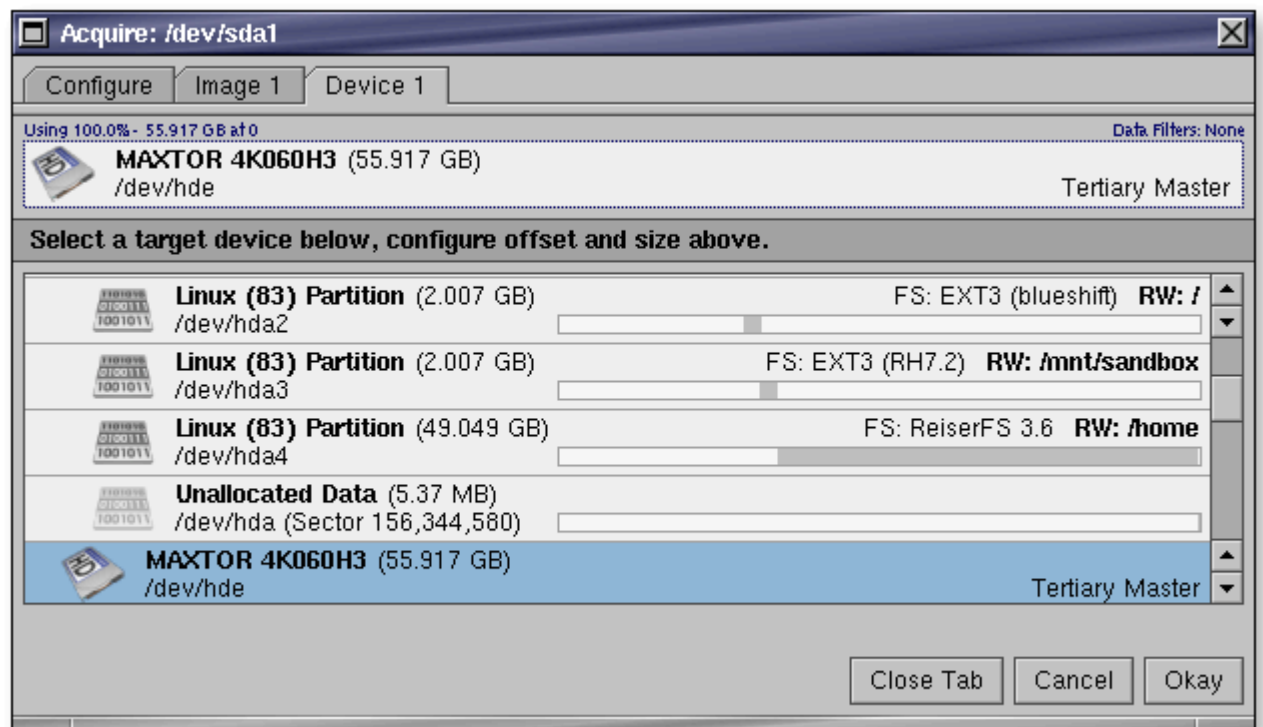 Acquire: /dev/sda1
Configure Image 1 Device 1
Using 100.0% - 55.917 GB at 0 Data Filters: None
MAXTOR 4K060H3 (55.917 GB)
/dev/hde Tertiary Master
Select a target device below, configure offset and size above.
Linux (83) Partition (2.007 GB) FS: EXT3 (blueshift) RW: /
/dev/hda2
Linux (83) Partition (2.007 GB) FS: EXT3 (RH7.2) RW: /mnt/sandbox
/dev/hda3
Linux (83) Partition (49.049 GB) FS: ReiserFS 3.6 RW: /home
/dev/hda4
Unallocated Data (5.37 MB)
/dev/hda (Sector 156,344,580)
MAXTOR 4K060H3 (55.917 GB)
/dev/hde Tertiary Master
Close Tab Cancel Okay